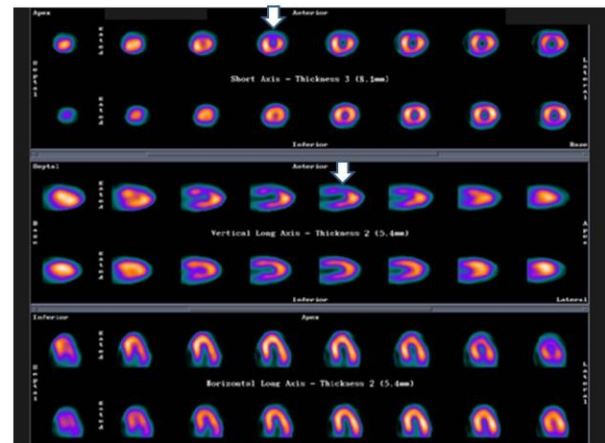 Apex
Anterior
Septal
Lateral
Short Axis - Thickness 3 (8.1mm)
Inferior
Base
Septal
Anterior
Base
Apex
Vertical Long Axis - Thickness 2 (5.4mm)
Inferior
Lateral
Inferior
Apex
Septal
Lateral
Horizontal Long Axis - Thickness 2 (5.4mm)